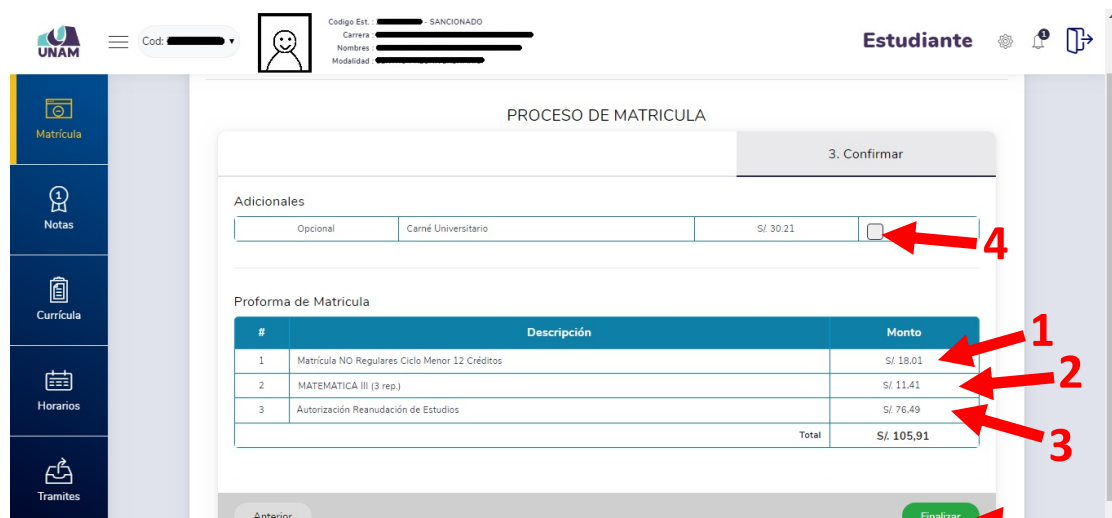 UNAM
Cod:
Codigo Est. : - SANCIONADO
Carrera :
Nombres :
Modalidad :
Estudiante
1
Matrícula
Notas
Currícula
Horarios
Tramites
PROCESO DE MATRICULA
3. Confirmar
Adicionales
Opcional Carné Universitario S/. 30.21
4
Proforma de Matricula
# Descripción Monto
1 Matrícula NO Regulares Ciclo Menor 12 Créditos S/. 18,01
1
2 MATEMÁTICA III (3 rep.) S/. 11,41
2
3 Autorización Reanudación de Estudios S/. 76,49
3
Total S/. 105,91
Anterior Finalizar